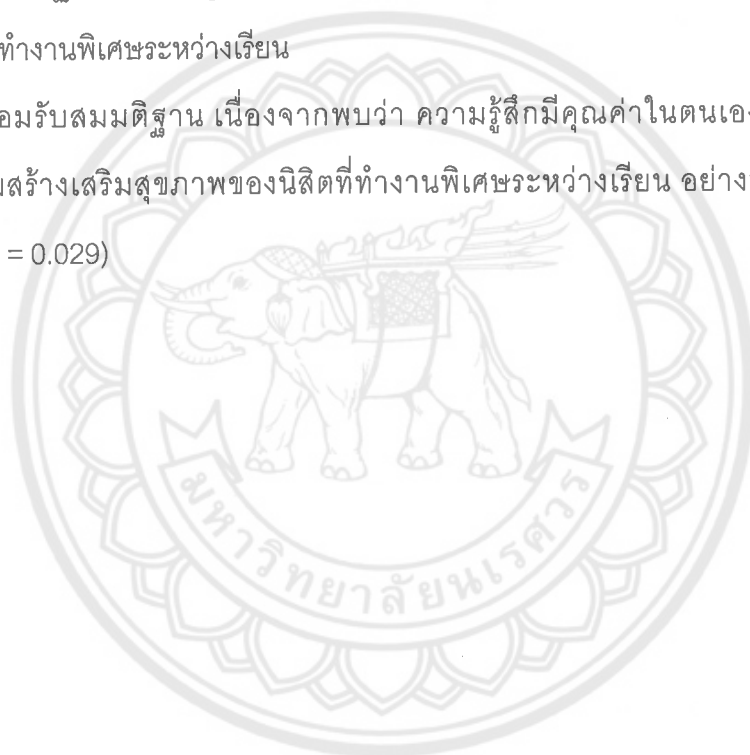 ทำงานพิเศษระหว่างเรียน
อมรับสมมติฐาน เนื่องจากพบว่า ความรู้สึกมีคุณค่าในตนเอง
สร้างเสริมสุขภาพของนิสิตที่ทำงานพิเศษระหว่างเรียน อย่าง
= 0.029)
มหาวิทยาลัยนเรศวร